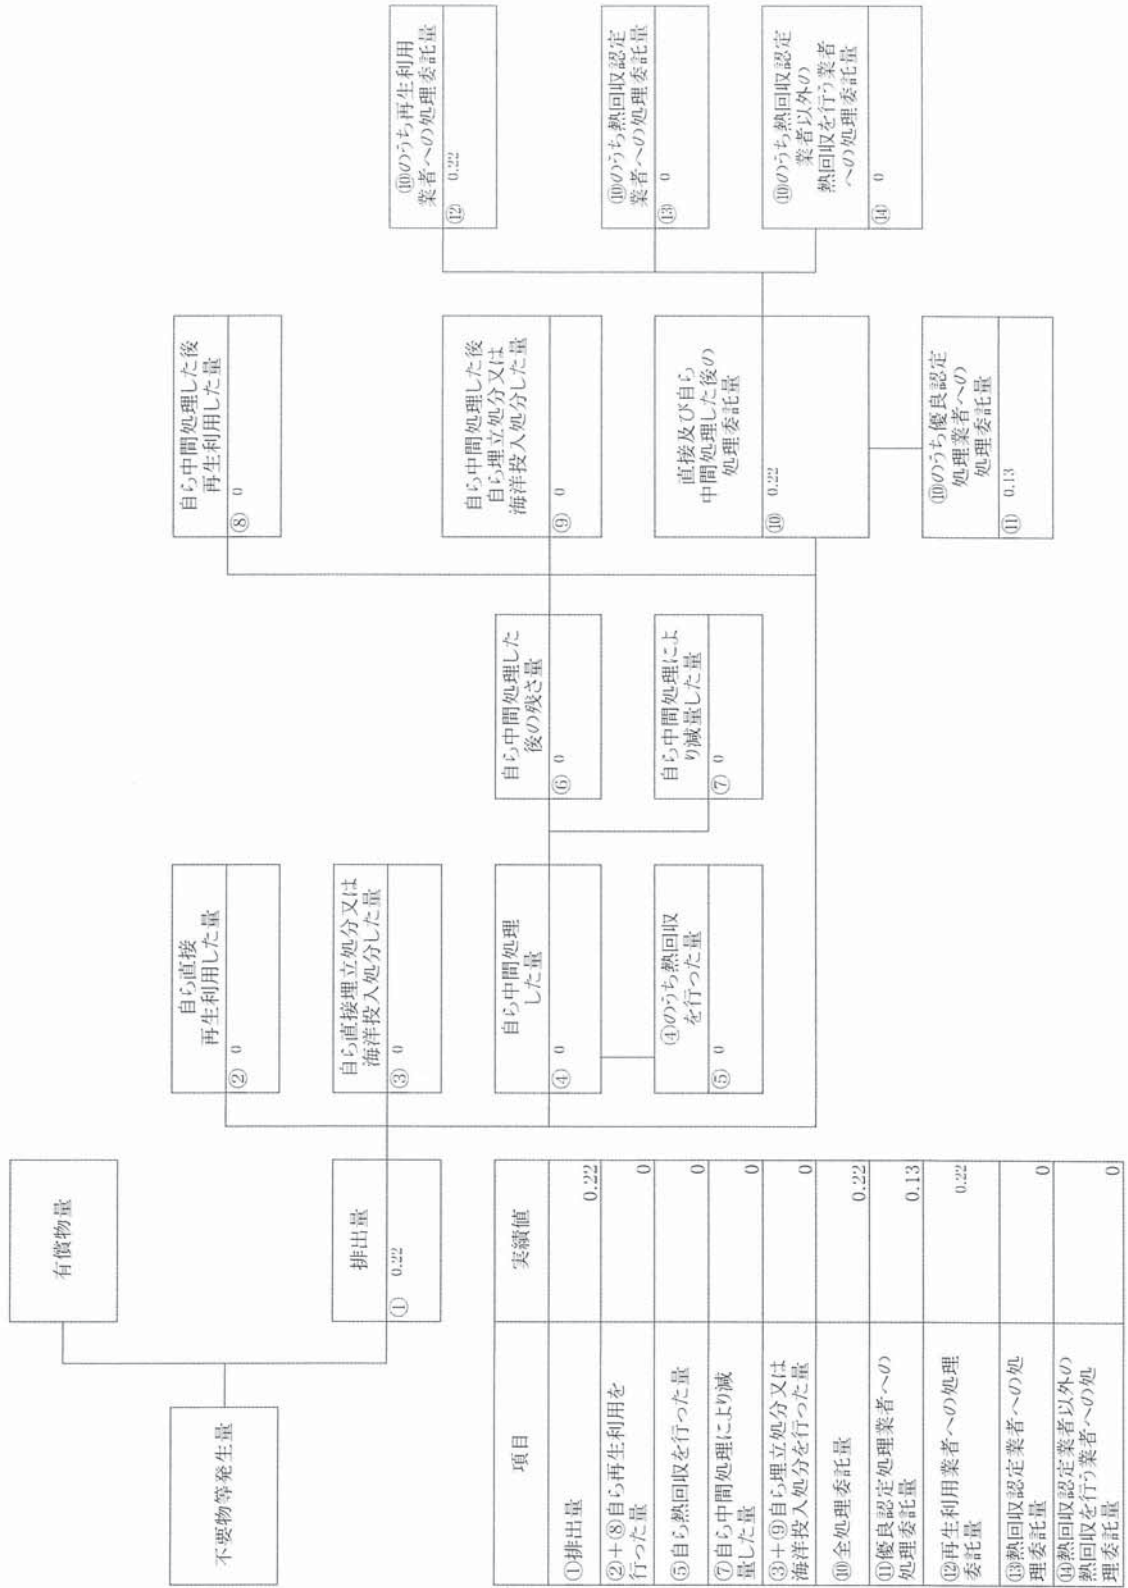 不要物等発生量
有償物量
排出量
① 0.22
自ら直接
再生利用した量
② 0
自ら直接埋立処分又は
海洋投入処分した量
③ 0
自ら中間処理
した量
④ 0
④のうち熱回収
を行った量
⑤ 0
自ら中間処理した
後の残さ量
⑥ 0
自ら中間処理によ
り減量した量
⑦ 0
自ら中間処理した後
再生利用した量
⑧ 0
自ら中間処理した後
自ら埋立処分又は
海洋投入処分した量
⑨ 0
直接及び自ら
中間処理した後の
処理委託量
⑩ 0.22
⑩のうち優良認定
処理業者への
処理委託量
⑪ 0.13
⑩のうち再生利用
業者への処理委託量
⑫ 0.22
⑩のうち熱回収認定
業者への処理委託量
⑬ 0
⑩のうち熱回収認定
業者以外の
熱回収を行う業者
への処理委託量
⑭ 0
項目 実績値
①排出量 0.22
②+⑧自ら再生利用を
行った量 0
⑤自ら熱回収を行った量 0
⑦自ら中間処理により減
量した量 0
③+⑨自ら埋立処分又は
海洋投入処分を行った量 0
⑩全処理委託量 0.22
⑪優良認定処理業者への
処理委託量 0.13
⑫再生利用業者への処理
委託量 0.22
⑬熱回収認定業者への処
理委託量 0
⑭熱回収認定業者以外の
熱回収を行う業者への処
理委託量 0